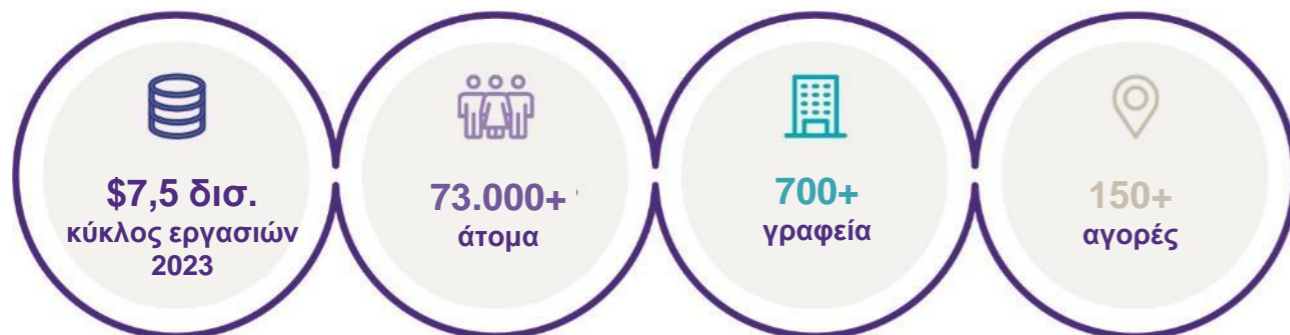 $7,5 δισ.
κύκλος εργασιών
2023
73.000+
άτομα
700+
γραφεία
150+
αγορές